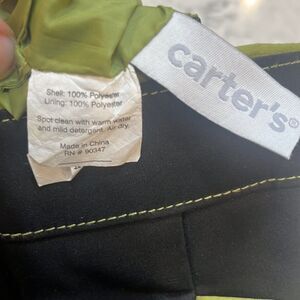 carter's®
Shell: 100% Polyester
Lining: 100% Polyester
Spot clean with warm water
and mild detergent. Air dry.
Made in China
RN # 90347